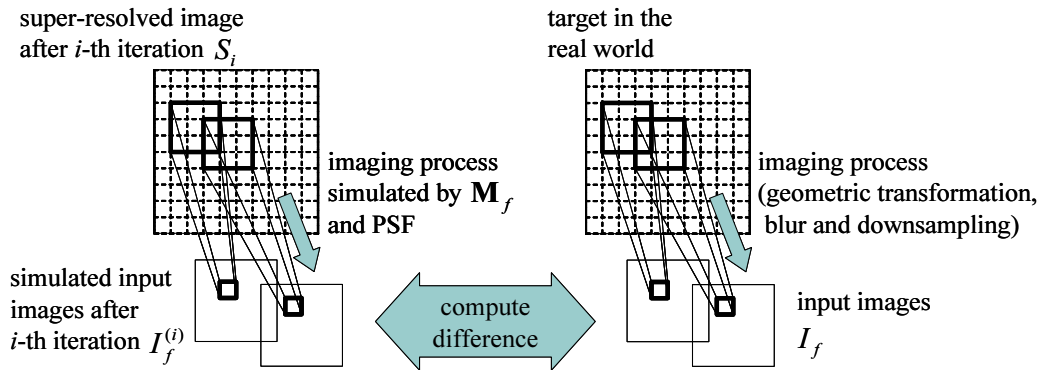 super-resolved image
after i-th iteration S_i
target in the
real world
imaging process
simulated by M_f
and PSF
imaging process
(geometric transformation,
blur and downsampling)
simulated input
images after
i-th iteration I_f^(i)
compute
difference
input images
I_f